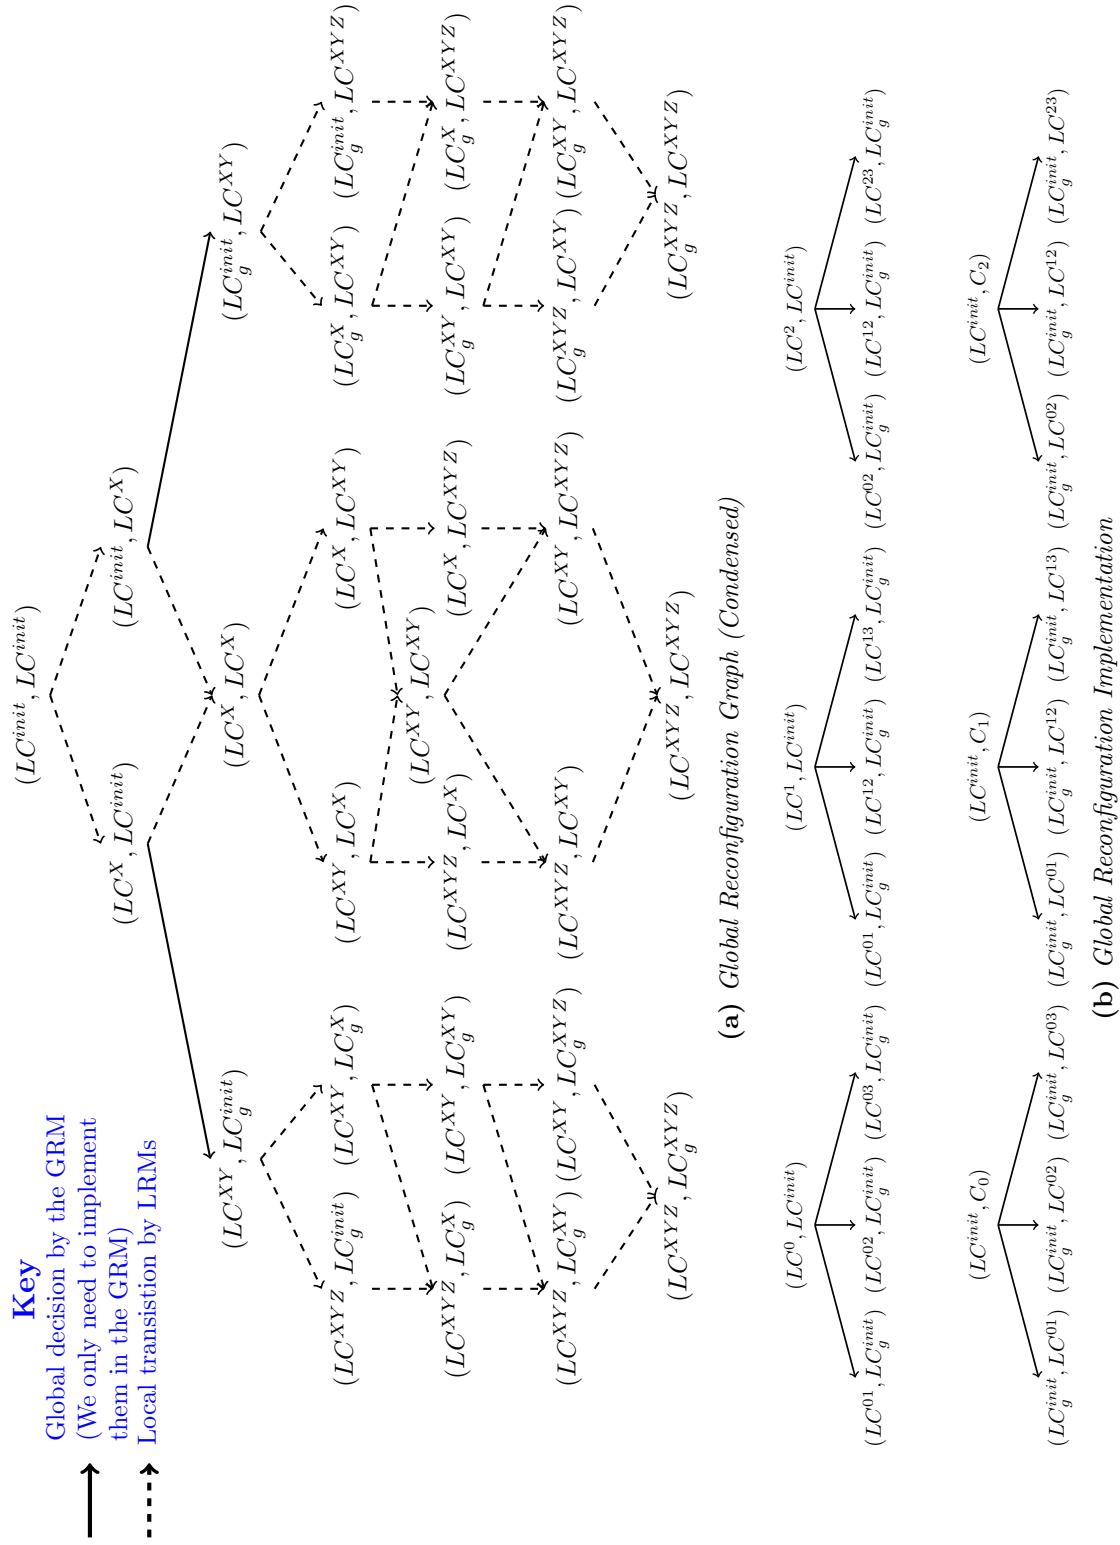 Key
Global decision by the GRM
(We only need to implement
them in the GRM)
Local transistion by LRMs
(LC^{init}, LC^{init})
(LC^{X}, LC^{init}) (LC^{init}, LC^{X})
(LC^{XY}, LC_g^{init}) (LC^{X}, LC^{X}) (LC_g^{init}, LC^{XY})
(LC^{XYZ}, LC_g^{init}) (LC^{XY}, LC_g^{X}) (LC^{XY}, LC^{X}) (LC^{X}, LC^{XY}) (LC_g^{X}, LC^{XY}) (LC_g^{init}, LC^{XYZ})
(LC^{XY}, LC^{XY})
(LC^{XYZ}, LC_g^{X}) (LC^{XY}, LC_g^{XY}) (LC^{XYZ}, LC^{X}) (LC^{X}, LC^{XYZ}) (LC_g^{XY}, LC^{XY}) (LC_g^{X}, LC^{XYZ})
(LC^{XYZ}, LC_g^{XY}) (LC^{XY}, LC_g^{XYZ}) (LC^{XYZ}, LC^{XY}) (LC^{XY}, LC^{XYZ}) (LC_g^{XYZ}, LC^{XY}) (LC_g^{XY}, LC^{XYZ})
(LC^{XYZ}, LC_g^{XYZ}) (LC^{XYZ}, LC^{XYZ}) (LC_g^{XYZ}, LC^{XYZ})
(a) Global Reconfiguration Graph (Condensed)
(LC^{0}, LC^{init}) (LC^{1}, LC^{init}) (LC^{2}, LC^{init})
(LC^{01}, LC_g^{init}) (LC^{02}, LC_g^{init}) (LC^{03}, LC_g^{init}) (LC^{01}, LC_g^{init}) (LC^{12}, LC_g^{init}) (LC^{13}, LC_g^{init}) (LC^{02}, LC_g^{init}) (LC^{12}, LC_g^{init}) (LC^{23}, LC_g^{init})
(LC^{init}, C_0) (LC^{init}, C_1) (LC^{init}, C_2)
(LC_g^{init}, LC^{01}) (LC_g^{init}, LC^{02}) (LC_g^{init}, LC^{03}) (LC_g^{init}, LC^{01}) (LC_g^{init}, LC^{12}) (LC_g^{init}, LC^{13}) (LC_g^{init}, LC^{02}) (LC_g^{init}, LC^{12}) (LC_g^{init}, LC^{23})
(b) Global Reconfiguration Implementation